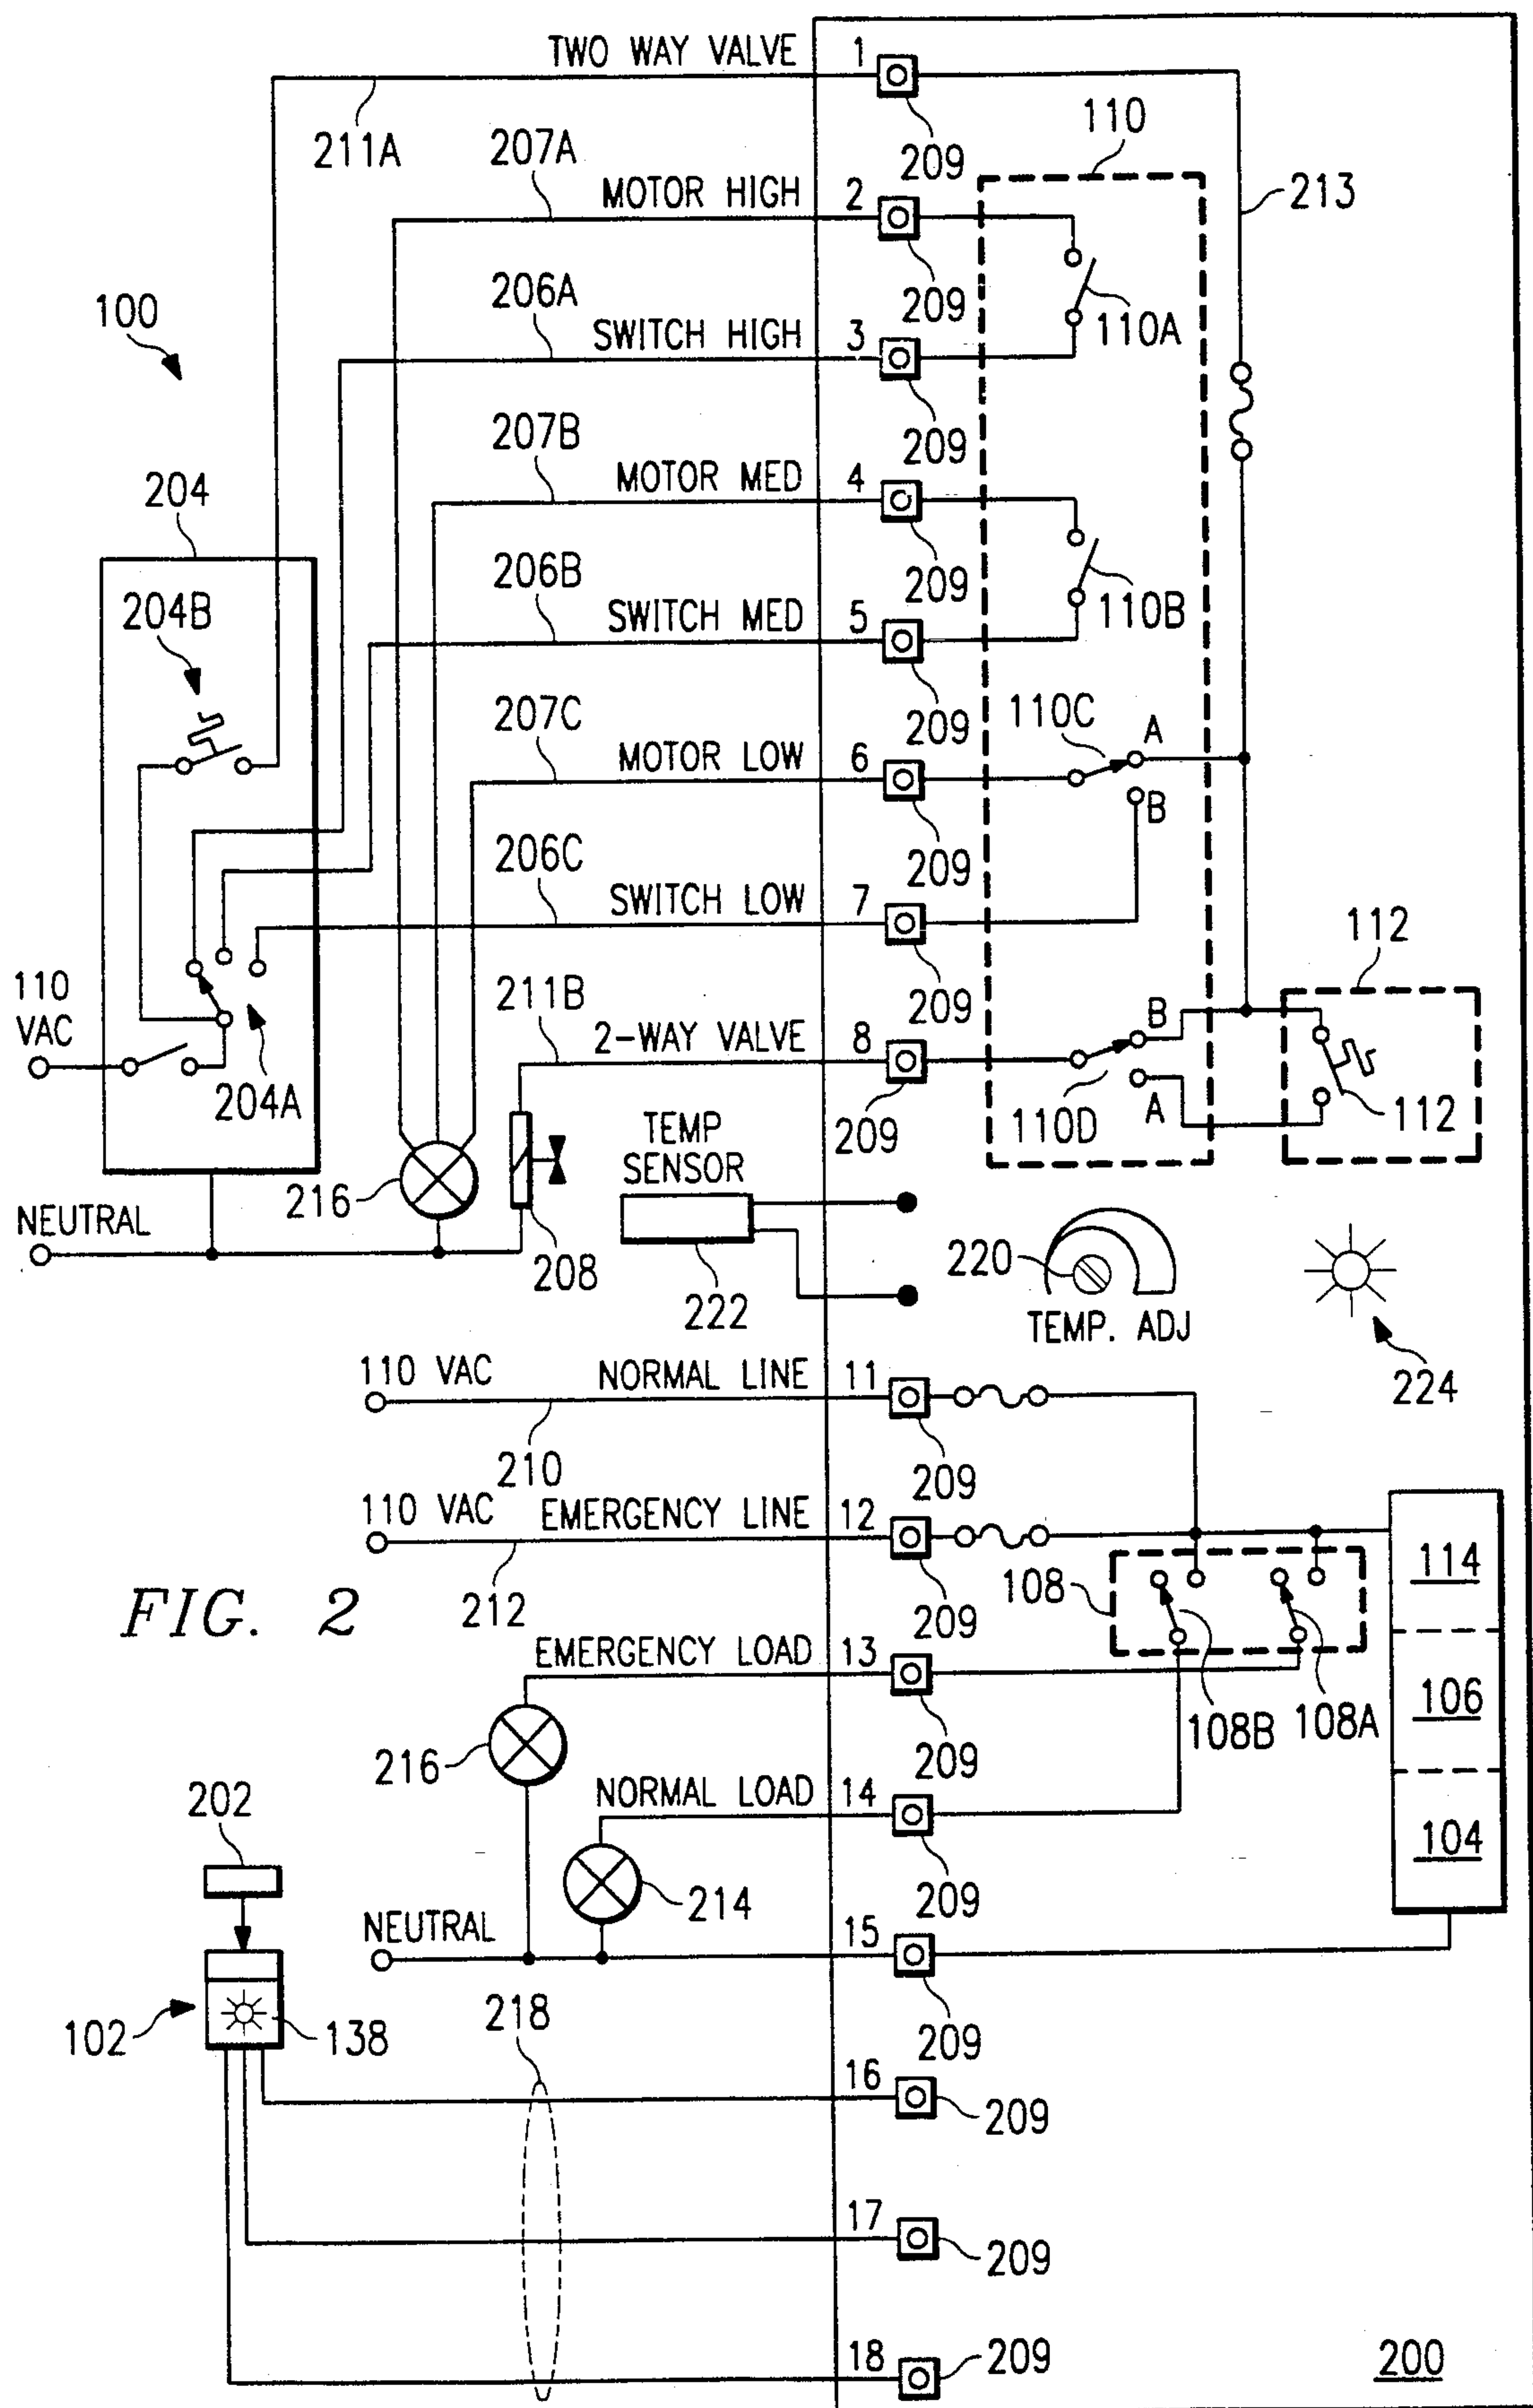 TWO WAY VALVE 1
211A
209
110
207A
MOTOR HIGH 2
213
209
206A
100
SWITCH HIGH 3
110A
209
207B
204
MOTOR MED 4
209
206B
204B
SWITCH MED 5
110B
209
207C
110C
A
MOTOR LOW 6
B
209
206C
SWITCH LOW 7
112
209
110
VAC
211B
B
2-WAY VALVE 8
204A
A
110D
112
209
TEMP
SENSOR
216
NEUTRAL
208
222
220
TEMP. ADJ
224
110 VAC NORMAL LINE 11
210
209
110 VAC EMERGENCY LINE 12
212
209
108
114
FIG. 2
EMERGENCY LOAD 13
108B
108A
106
216
209
NORMAL LOAD 14
202
104
214
209
NEUTRAL
15
218
102
138
209
16
209
17
209
18
209
200